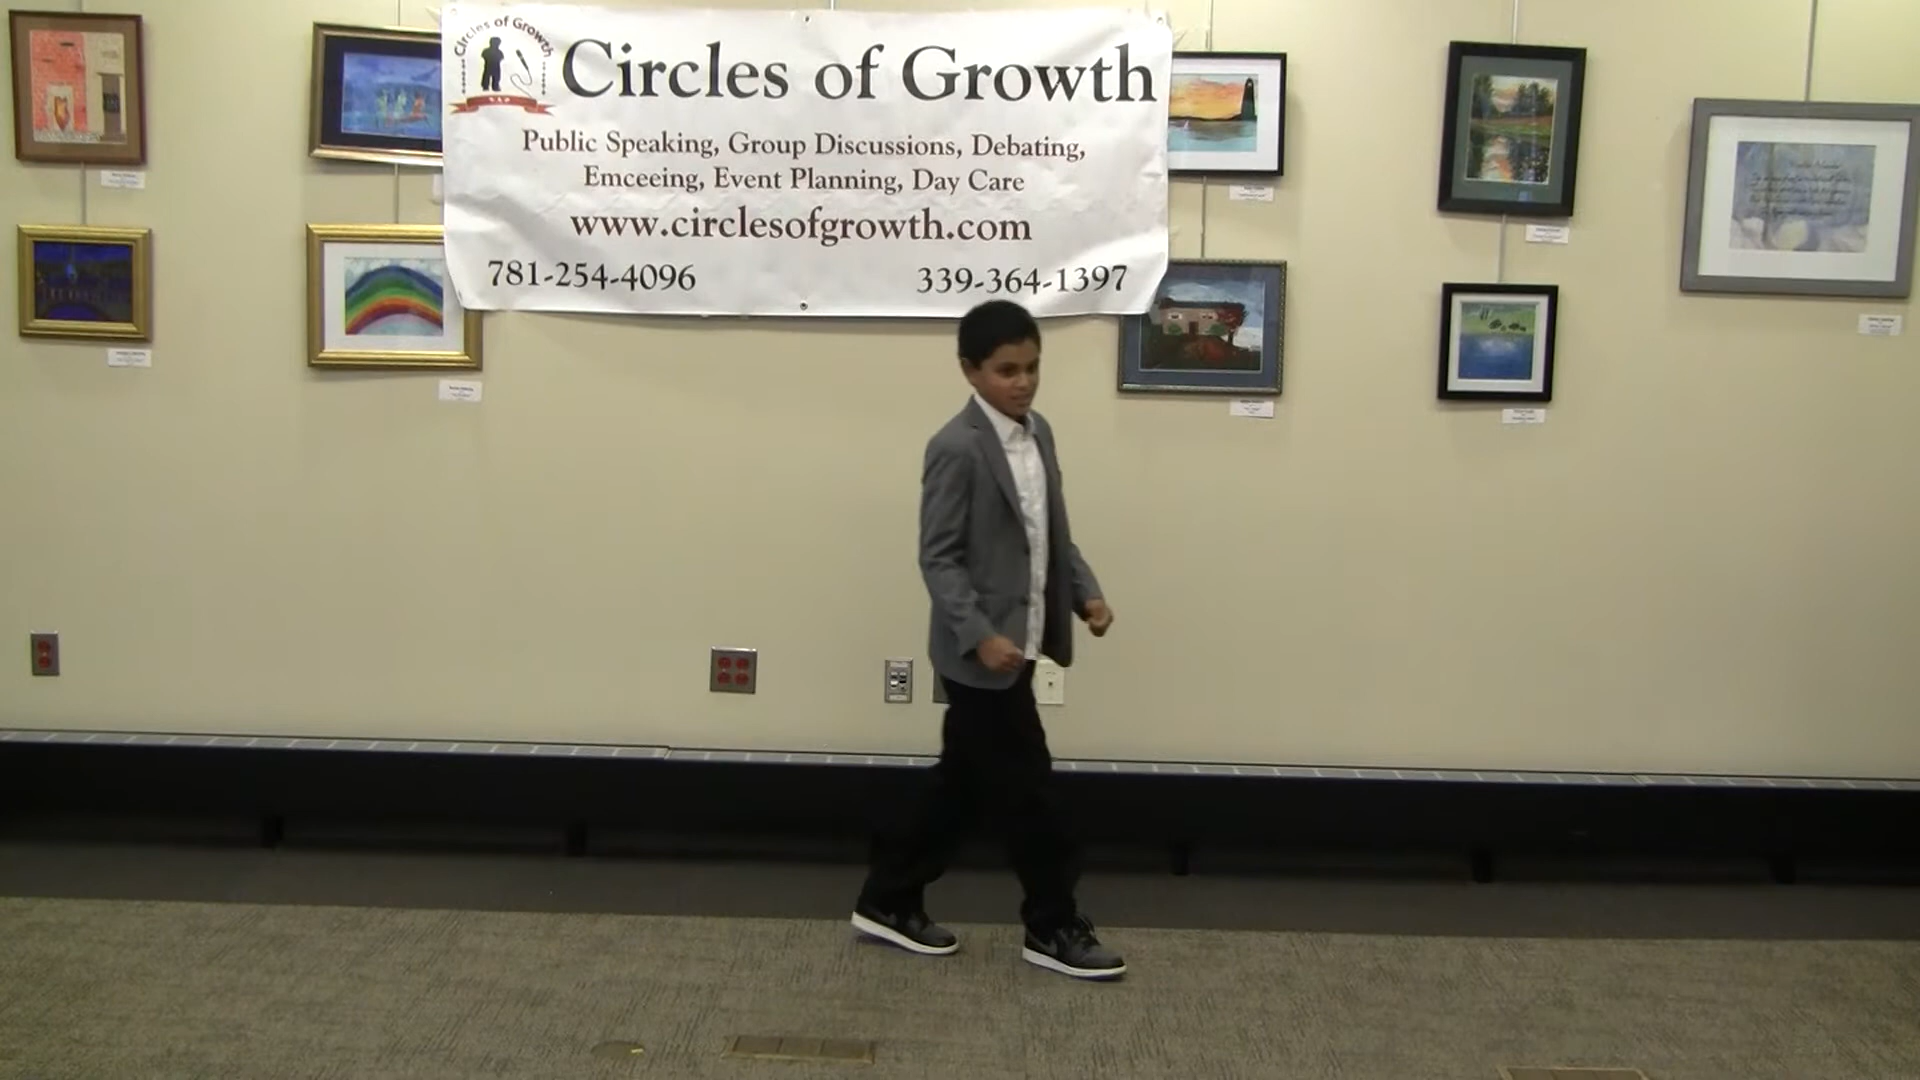 Circles of Growth
Circles of Growth
Public Speaking, Group Discussions, Debating,
Emceeing, Event Planning, Day Care
www.circlesofgrowth.com
781-254-4096 339-364-1397